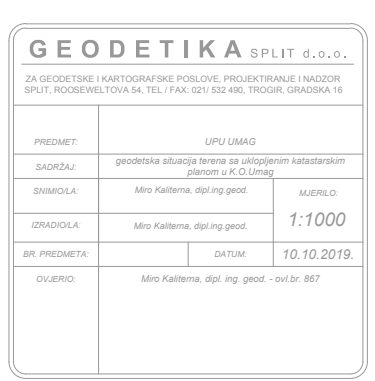 GEODETIKA SPLIT d.o.o.
ZA GEODETSKE I KARTOGRAFSKE POSLOVE, PROJEKTIRANJE I NADZOR
SPLIT, ROOSEWELTOVA 54, TEL / FAX: 021/ 532 490, TROGIR, GRADSKA 16
PREDMET: UPU UMAG
SADRŽAJ: geodetska situacija terena sa uklopljenim katastarskim
planom u K.O.Umag
SNIMIO/LA: Miro Kaliterna, dipl.ing.geod.
MJERILO:
1:1000
IZRADIO/LA: Miro Kaliterna, dipl.ing.geod.
BR. PREDMETA: DATUM: 10.10.2019.
OVJERIO: Miro Kaliterna, dipl. ing. geod. - ovl.br. 867